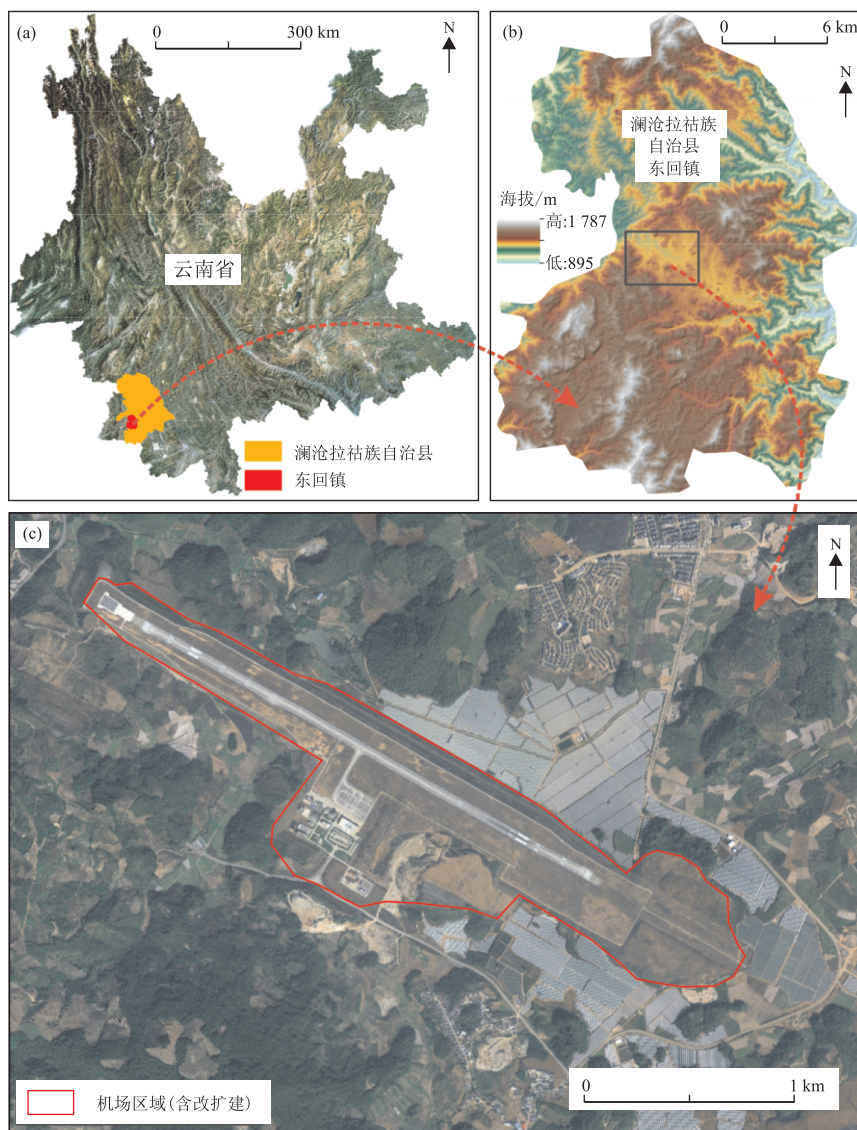 (a)
0
300 km
N
云南省
澜沧拉祜族自治县
东回镇
(b)
0
6 km
N
澜沧拉祜族
自治县
东回镇
海拔/m
高:1 787
低:895
(c)
N
机场区域(含改扩建)
0
1 km